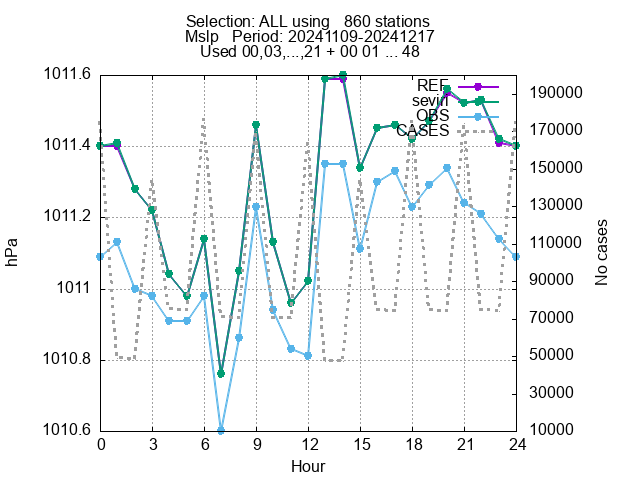 Selection: ALL using   860 stations
Mslp   Period: 20241109-20241217
Used 00,03,...,21 + 00 01 ... 48
1011.6
1011.4
1011.2
1011
1010.8
1010.6
hPa
REF
seviri
OBS
CASES
190000
170000
150000
130000
110000
90000
70000
50000
30000
10000
No cases
0 3 6 9 12 15 18 21 24
Hour